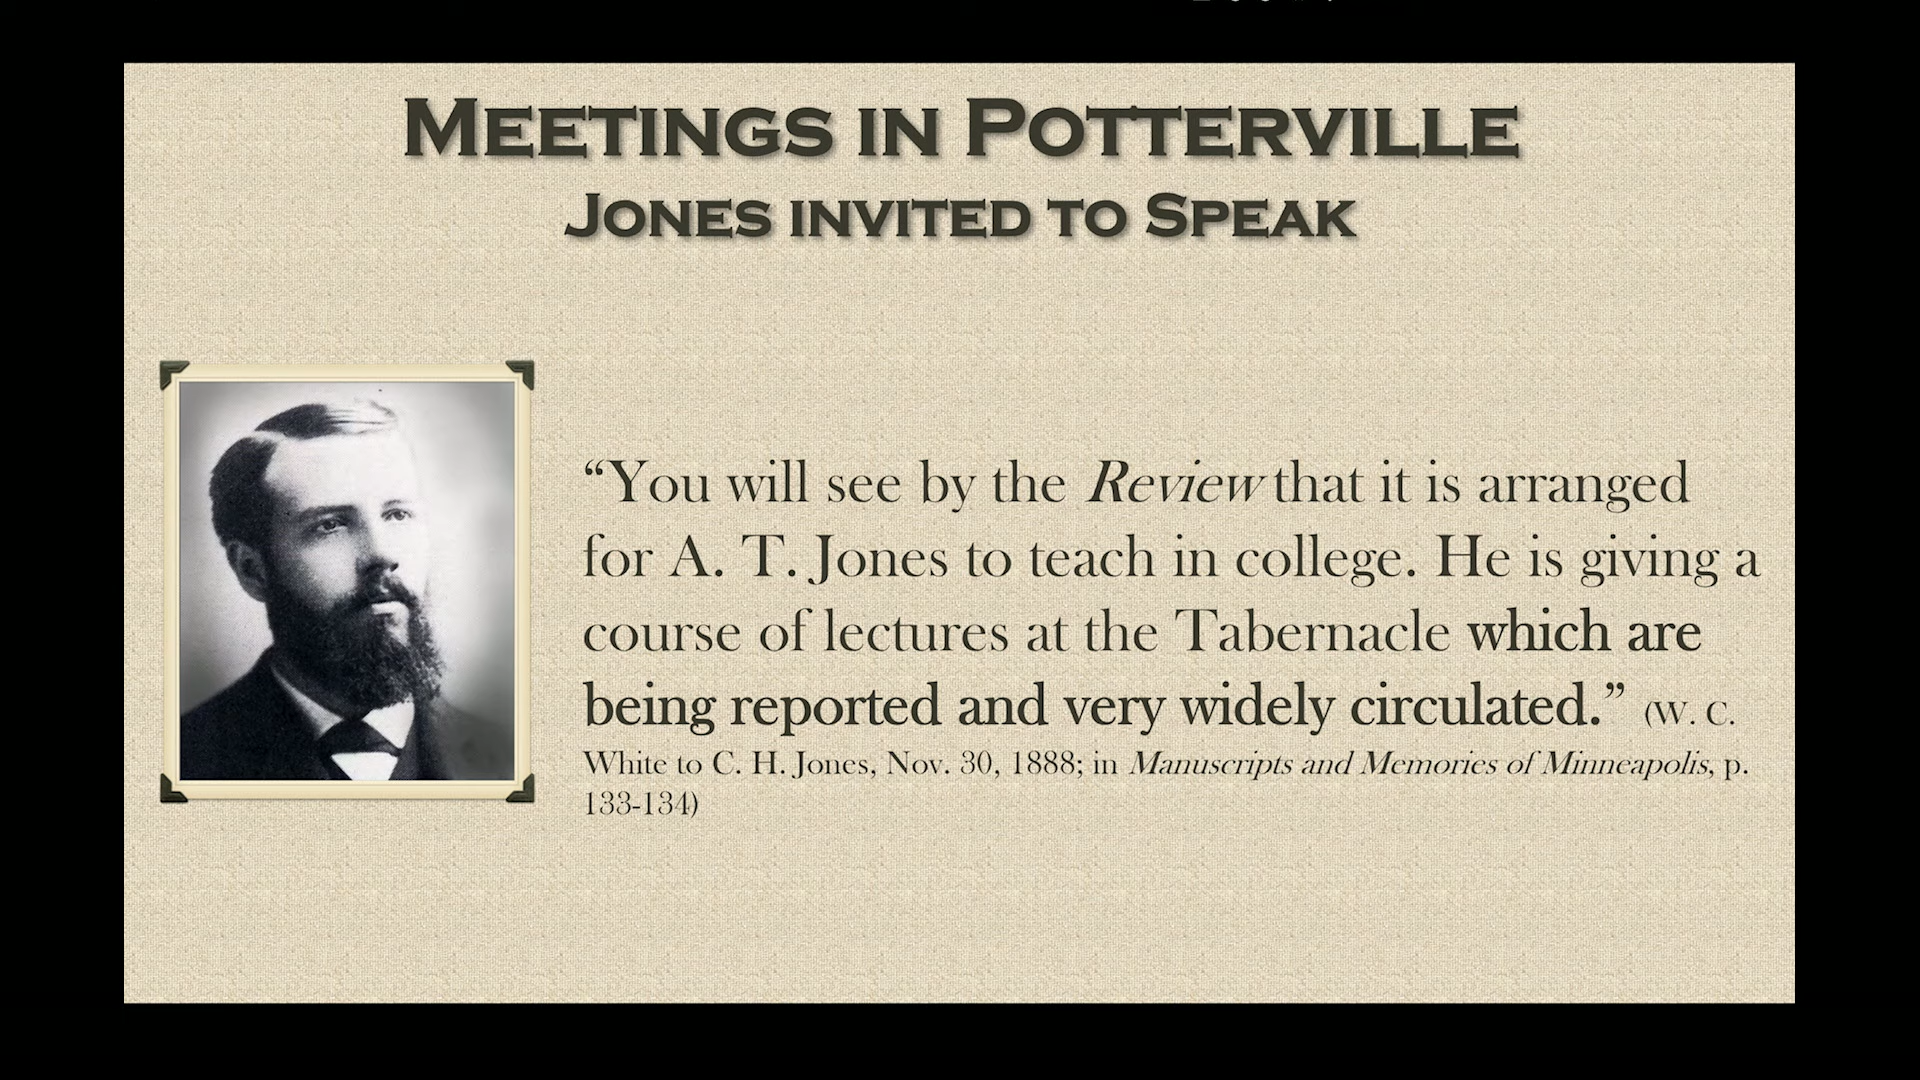 Meetings in Potterville
Jones invited to Speak
“You will see by the Review that it is arranged
for A. T. Jones to teach in college. He is giving a
course of lectures at the Tabernacle which are
being reported and very widely circulated.” (W. C.
White to C. H. Jones, Nov. 30, 1888; in Manuscripts and Memories of Minneapolis, p.
133-134)